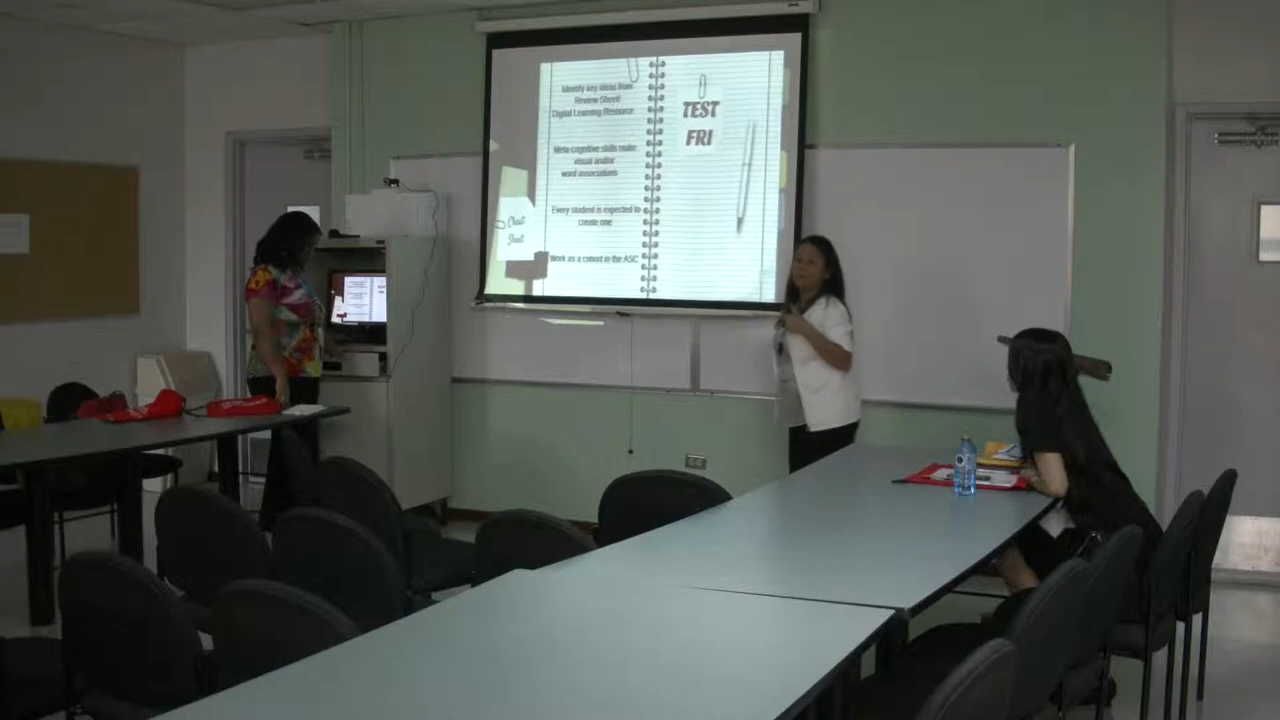 Identify key ideas from
Review Sheet/
Digital Learning Resource
Meta-cognitive skills make
visual and/or
word associations
Every student is expected to
create one
Work as a cohort in the ASC
Cheat
Sheet
TEST
FRI